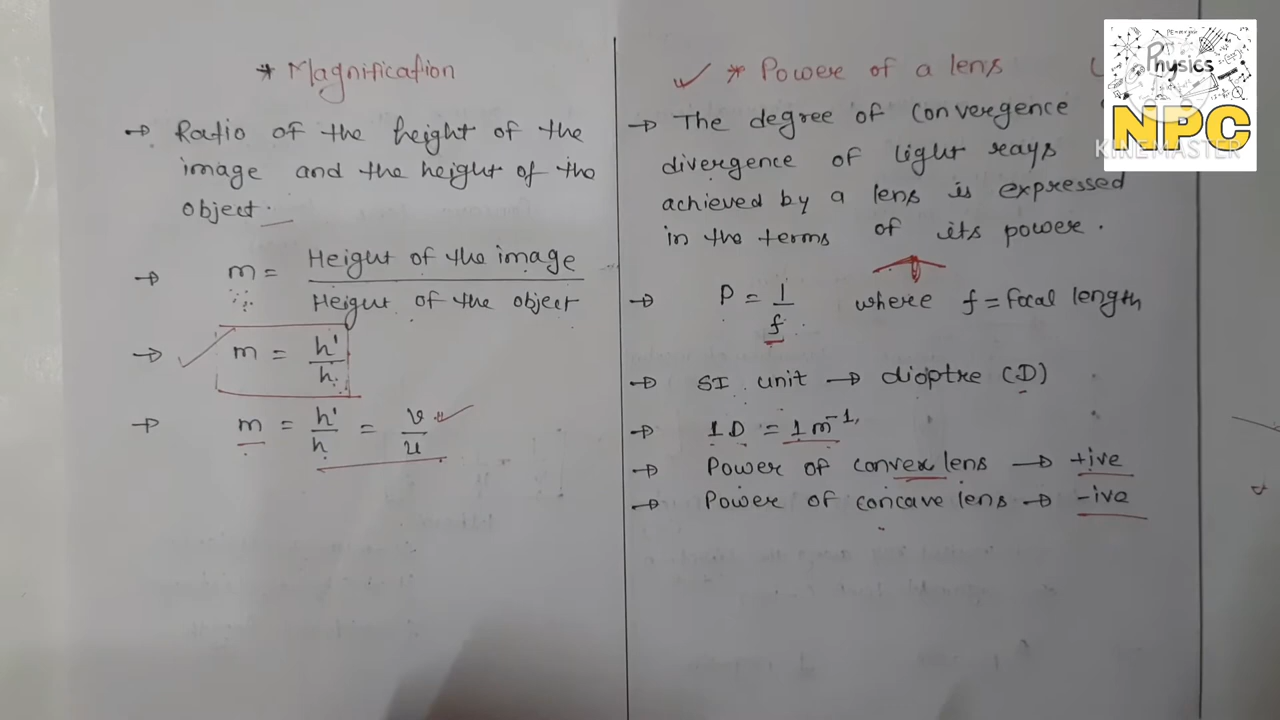 * Magnification
→ Ratio of the height of the
image and the height of the
object.
→ m = Height of the image / Height of the object
→ m = h'/h
→ m = h'/h = v/u
✓ * Power of a lens
→ The degree of convergence
divergence of light rays
achieved by a lens is expressed
in the terms of its power.
→ P = 1/f where f = focal length
→ SI unit → dioptre (D)
→ 1 D = 1 m⁻¹,
→ Power of convex lens → +ive
→ Power of concave lens → -ive
Physics
NPC
KINEMASTER